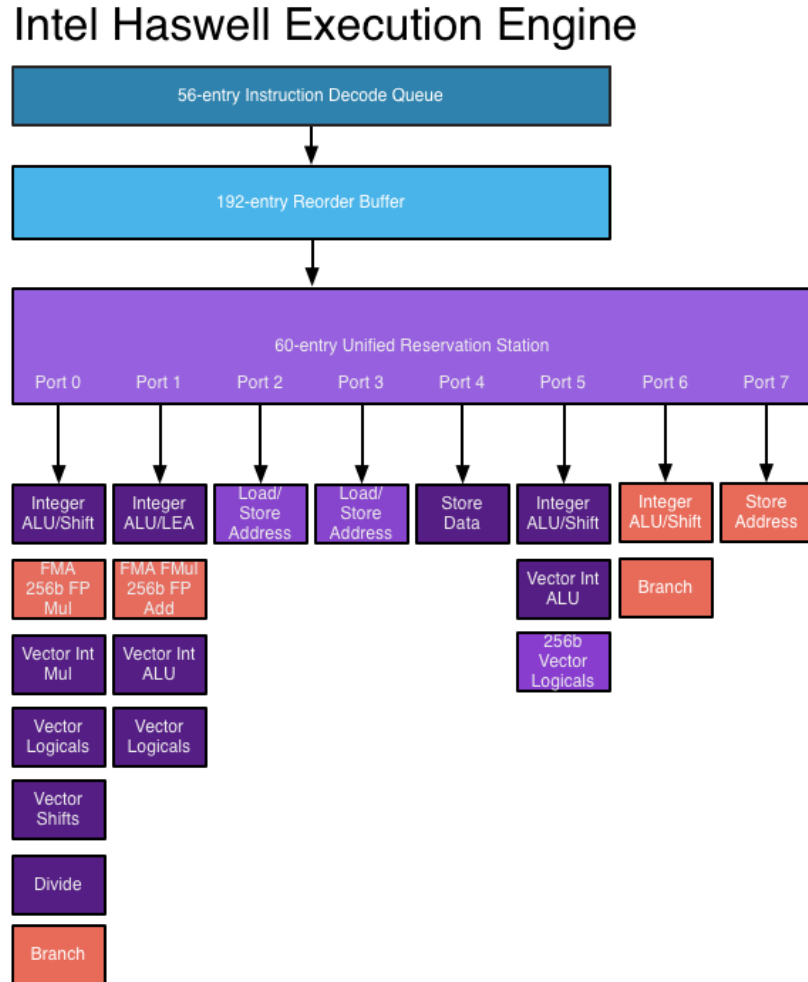 Intel Haswell Execution Engine
56-entry Instruction Decode Queue
192-entry Reorder Buffer
60-entry Unified Reservation Station
Port 0
Port 1
Port 2
Port 3
Port 4
Port 5
Port 6
Port 7
Integer
ALU/Shift
Integer
ALU/LEA
Load/
Store
Address
Load/
Store
Address
Store
Data
Integer
ALU/Shift
Integer
ALU/Shift
Store
Address
FMA
256b FP
Mul
FMA FMul
256b FP
Add
Vector Int
ALU
Branch
Vector Int
Mul
Vector Int
ALU
256b
Vector
Logicals
Vector
Logicals
Vector
Logicals
Vector
Shifts
Divide
Branch